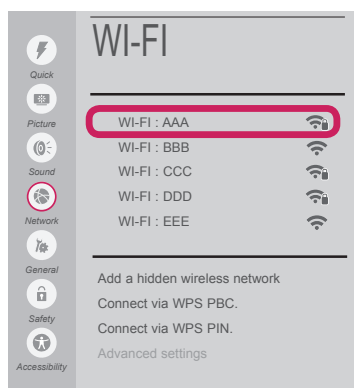 Quick
Picture
Sound
Network
General
Safety
Accessibility
WI-FI
WI-FI : AAA
WI-FI : BBB
WI-FI : CCC
WI-FI : DDD
WI-FI : EEE
Add a hidden wireless network
Connect via WPS PBC.
Connect via WPS PIN.
Advanced settings